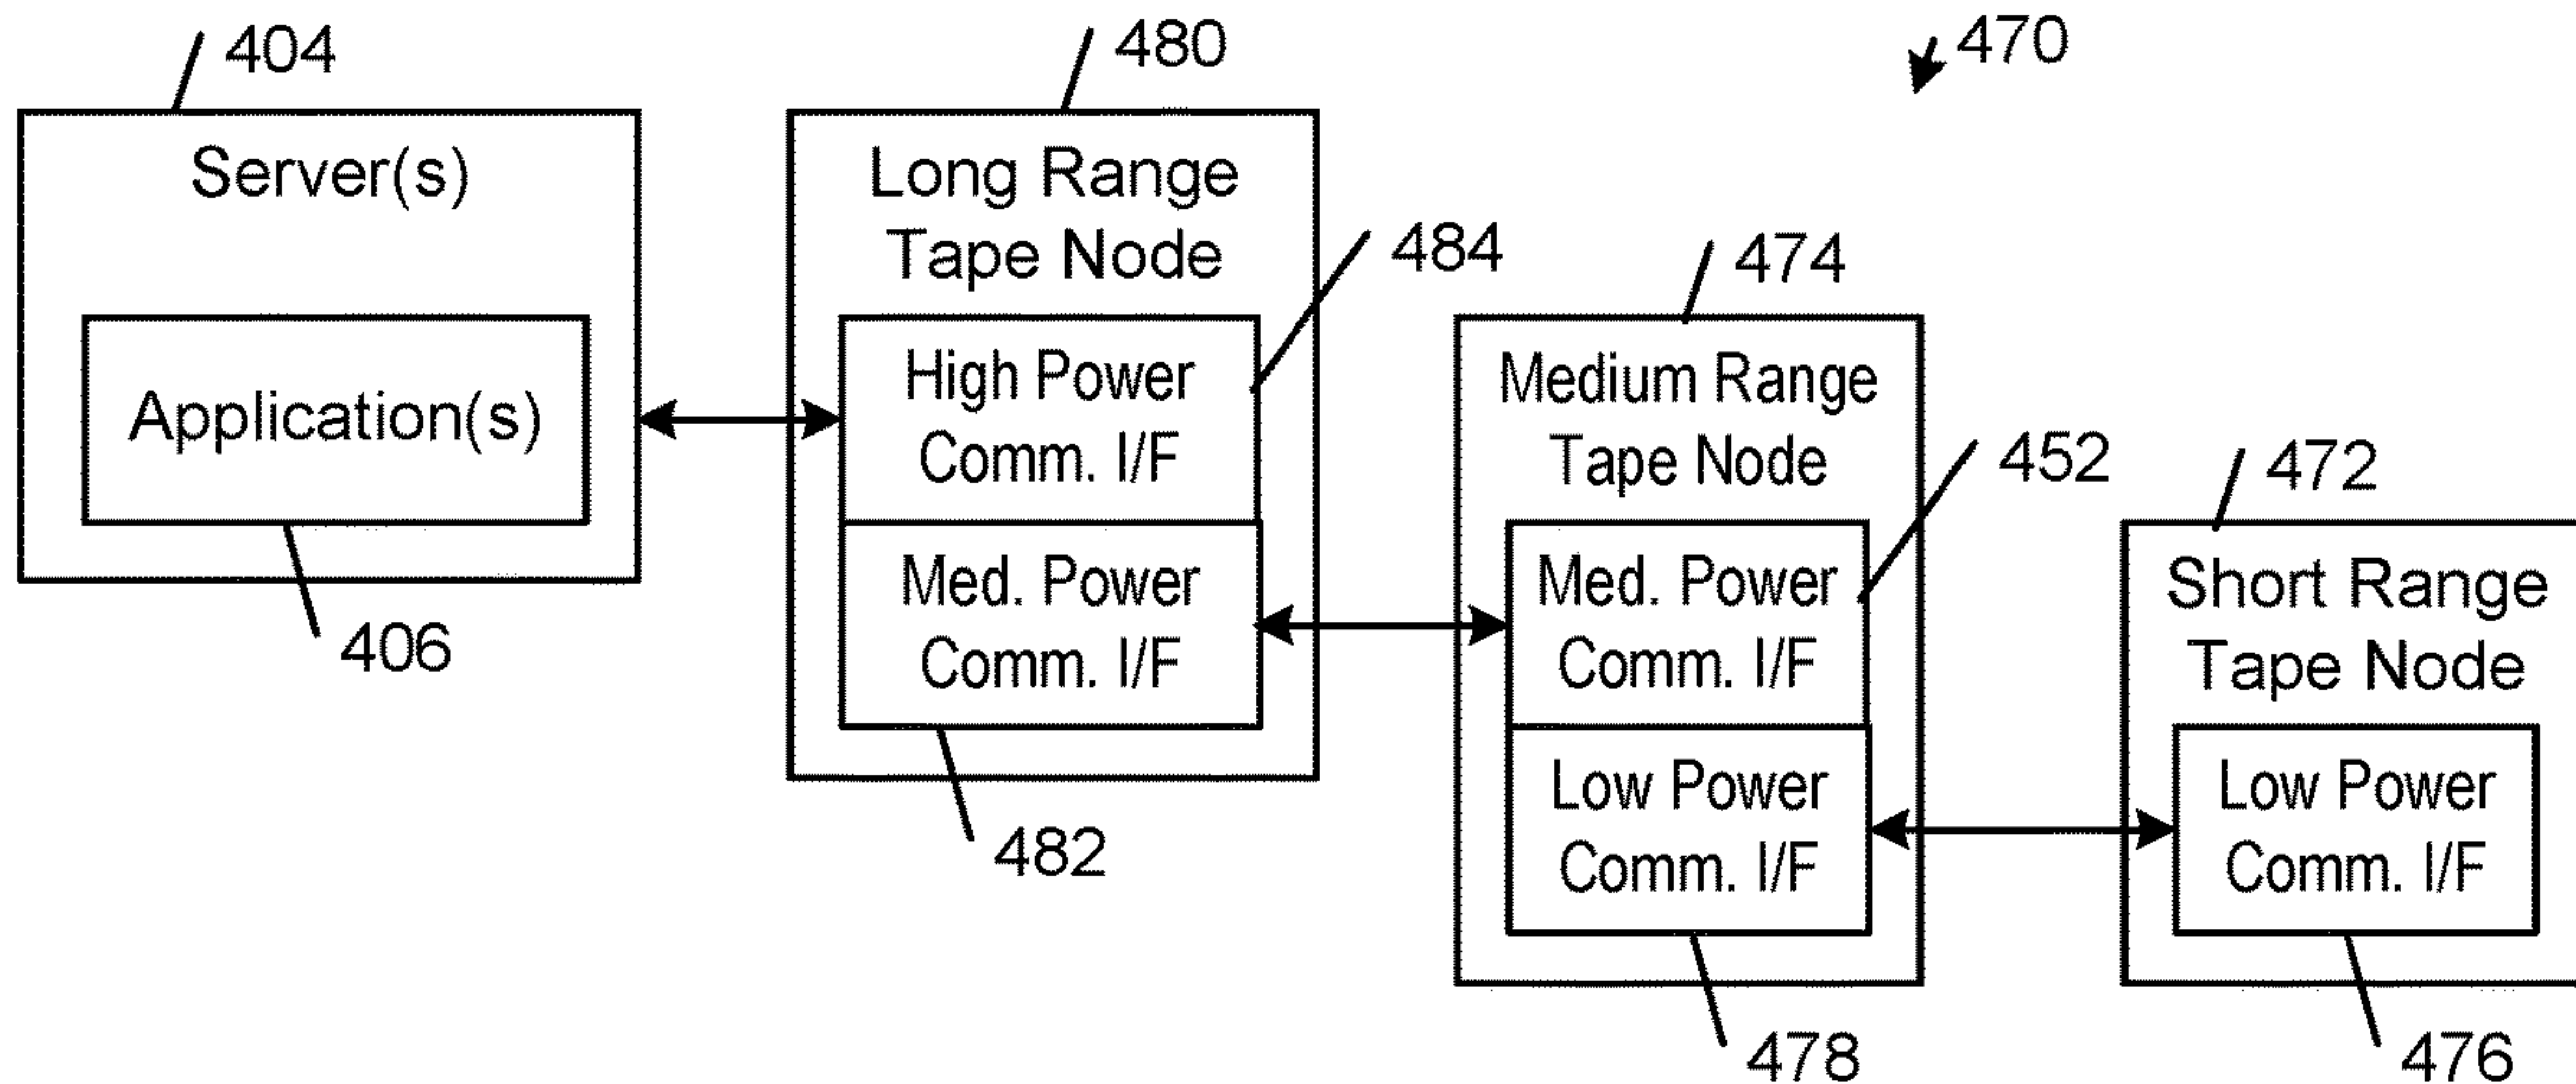 404
480
470
Server(s)
Long Range
Tape Node
484
474
High Power
Comm. I/F
Application(s)
Medium Range
Tape Node
452
472
Med. Power
Comm. I/F
406
Med. Power
Comm. I/F
Short Range
Tape Node
482
Low Power
Comm. I/F
Low Power
Comm. I/F
478
476